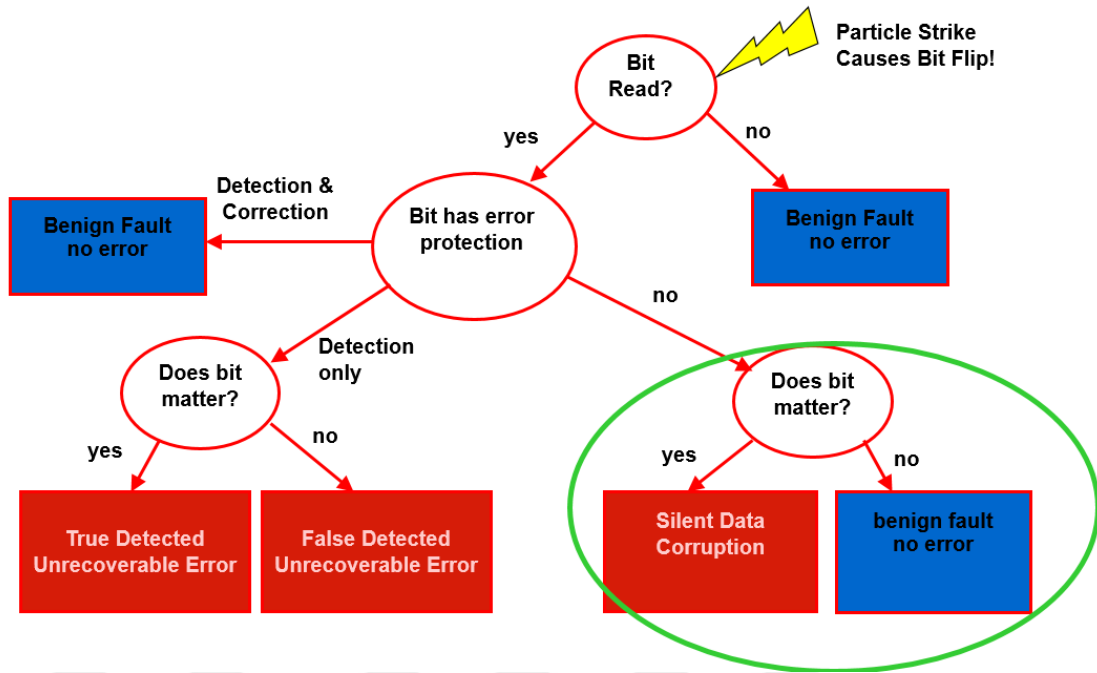 Particle Strike
Causes Bit Flip!
Bit
Read?
yes
no
Detection &
Correction
Bit has error
protection
Benign Fault
no error
Benign Fault
no error
no
Detection
only
Does bit
matter?
Does bit
matter?
yes
no
yes
no
True Detected
Unrecoverable Error
False Detected
Unrecoverable Error
Silent Data
Corruption
benign fault
no error